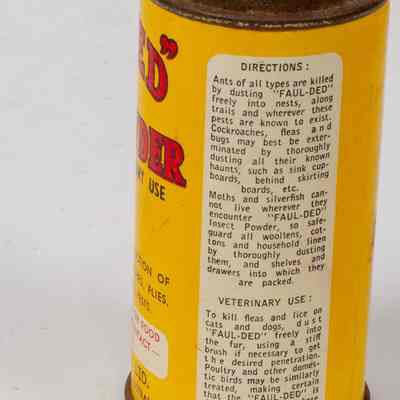 ED"
DER
RY USE
TION OF
S, FLIES,
FOOD
TACT—
LTD.
DIRECTIONS :
Ants of all types are killed
by dusting "FAUL-DED"
freely into nests, along
trails and wherever these
pests are known to exist.
Cockroaches, fleas and
bugs may best be exter-
minated by thoroughly
dusting all their known
haunts, such as sink cup-
boards, behind skirting
boards, etc.
Moths and silverfish can-
not live wherever they
encounter "FAUL-DED"
Insect Powder, so safe-
guard all woollens, cot-
tons and household linen
by thoroughly dusting
them, and shelves and
drawers into which they
are packed.
VETERINARY USE :
To kill fleas and lice on
cats and dogs, dust
"FAUL-DED" freely into
the fur, using a stiff
brush if necessary to get
the desired penetration.
Poultry and other domes-
tic birds may be similarly
treated, making certain
that the "FAUL-DED" is